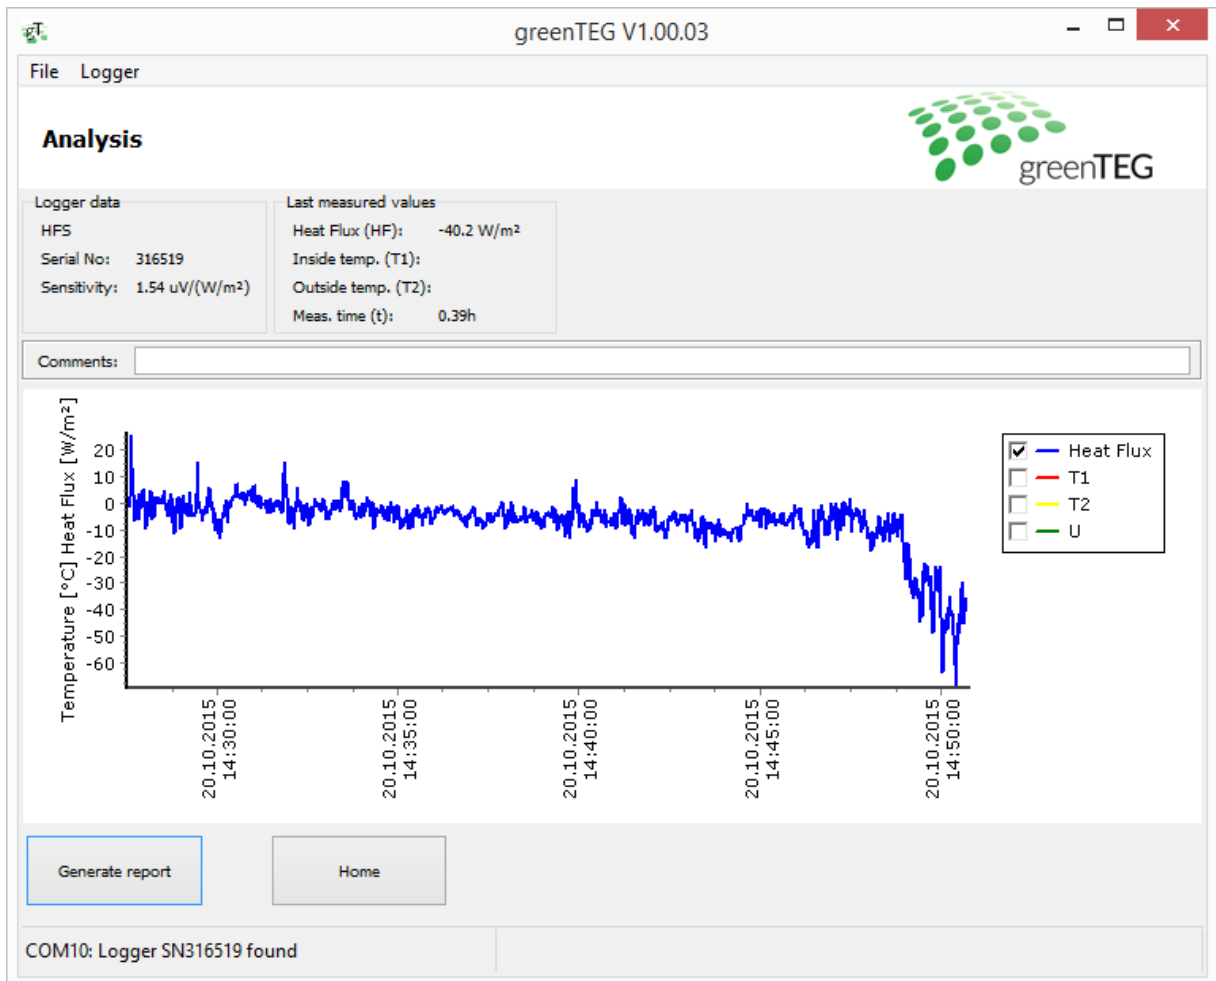 gT
greenTEG V1.00.03
File Logger
Analysis
greenTEG
Logger data
HFS
Serial No: 316519
Sensitivity: 1.54 uV/(W/m²)
Last measured values
Heat Flux (HF): -40.2 W/m²
Inside temp. (T1):
Outside temp. (T2):
Meas. time (t): 0.39h
Comments:
Temperature [°C] Heat Flux [W/m²]
20
10
0
-10
-20
-30
-40
-50
-60
20.10.2015
14:30:00
20.10.2015
14:35:00
20.10.2015
14:40:00
20.10.2015
14:45:00
20.10.2015
14:50:00
Heat Flux
T1
T2
U
Generate report
Home
COM10: Logger SN316519 found